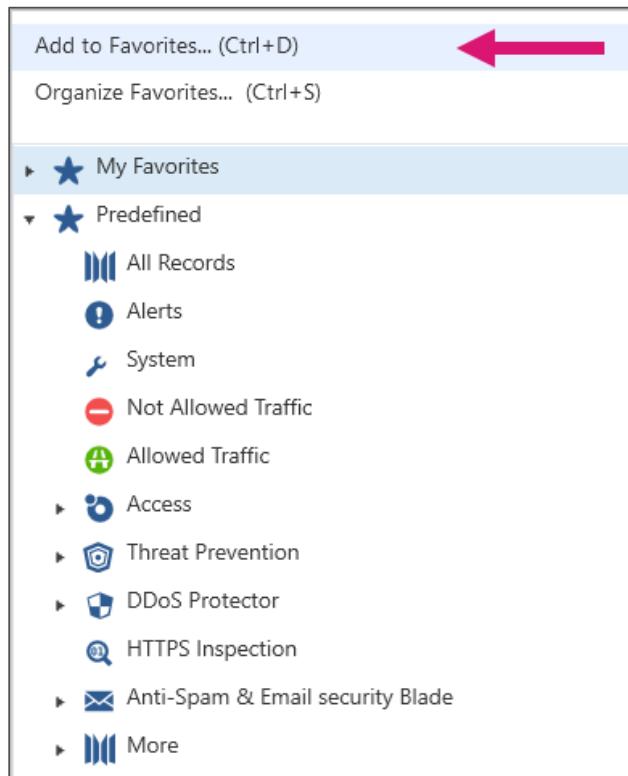 Add to Favorites... (Ctrl+D)
Organize Favorites... (Ctrl+S)
My Favorites
Predefined
All Records
Alerts
System
Not Allowed Traffic
Allowed Traffic
Access
Threat Prevention
DDoS Protector
HTTPS Inspection
Anti-Spam & Email security Blade
More